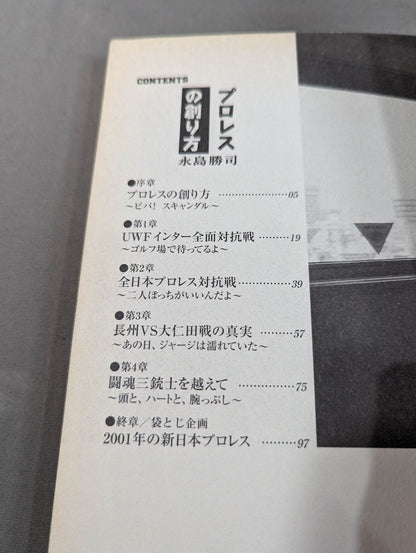 CONTENTS
プロレス
の創り方
永島勝司
●序章
プロレスの創り方 ………………05
～ビバ! スキャンダル～
●第1章
UWFインター全面対抗戦 ………19
～ゴルフ場で待ってるよ～
●第2章
全日本プロレス対抗戦 …………39
～二人ぼっちがいいんだよ～
●第3章
長州VS大仁田戦の真実 …………57
～あの日、ジャージは濡れていた～
●第4章
闘魂三銃士を越えて ……………75
～頭と、ハートと、腕っぷし～
●終章／袋とじ企画
2001年の新日本プロレス ………97